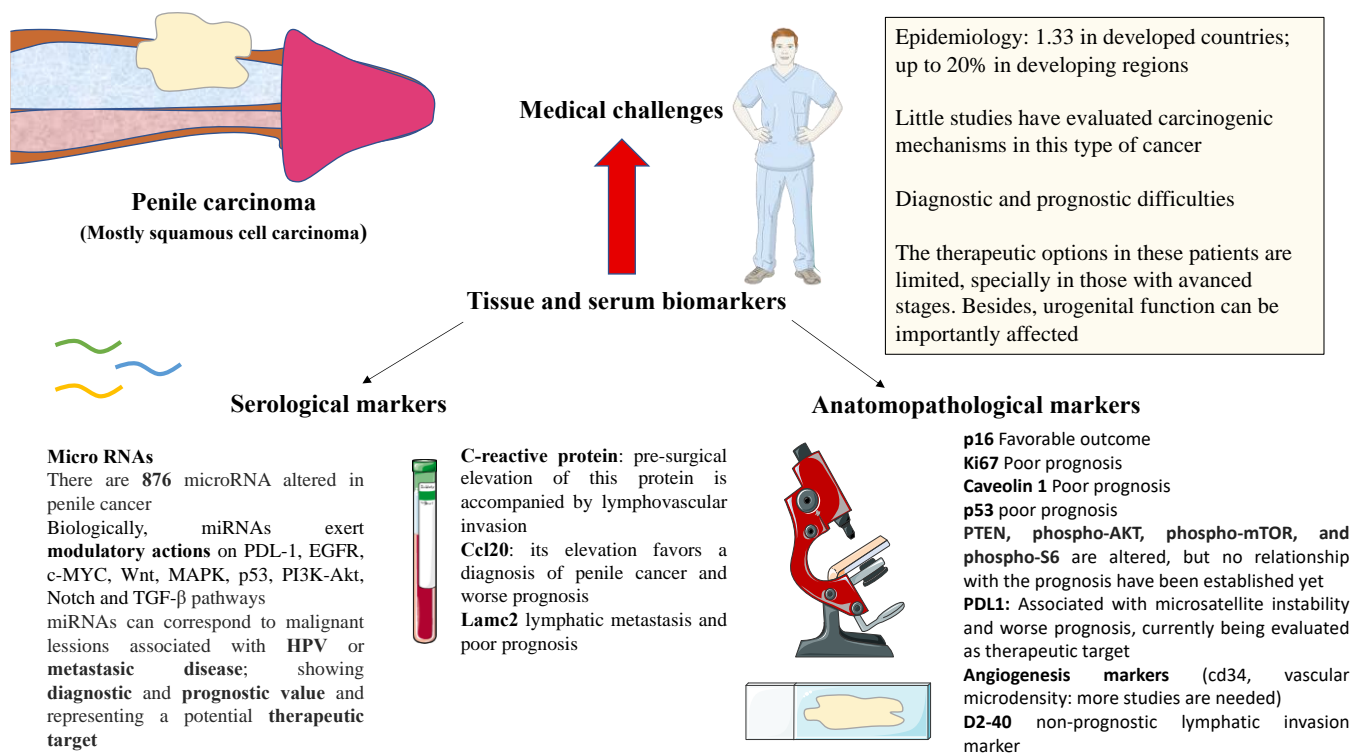 Penile carcinoma
(Mostly squamous cell carcinoma)
Medical challenges
Epidemiology: 1.33 in developed countries;
up to 20% in developing regions
Little studies have evaluated carcinogenic
mechanisms in this type of cancer
Diagnostic and prognostic difficulties
The therapeutic options in these patients are
limited, specially in those with avanced
stages. Besides, urogenital function can be
importantly affected
Tissue and serum biomarkers
Serological markers
Micro RNAs
There are 876 microRNA altered in
penile cancer
Biologically, miRNAs exert
modulatory actions on PDL-1, EGFR,
c-MYC, Wnt, MAPK, p53, PI3K-Akt,
Notch and TGF-β pathways
miRNAs can correspond to malignant
lessions associated with HPV or
metastasic disease; showing
diagnostic and prognostic value and
representing a potential therapeutic
target
C-reactive protein: pre-surgical
elevation of this protein is
accompanied by lymphovascular
invasion
Ccl20: its elevation favors a
diagnosis of penile cancer and
worse prognosis
Lamc2 lymphatic metastasis and
poor prognosis
Anatomopathological markers
p16 Favorable outcome
Ki67 Poor prognosis
Caveolin 1 Poor prognosis
p53 poor prognosis
PTEN, phospho-AKT, phospho-mTOR, and
phospho-S6 are altered, but no relationship
with the prognosis have been established yet
PDL1: Associated with microsatellite instability
and worse prognosis, currently being evaluated
as therapeutic target
Angiogenesis markers (cd34, vascular
microdensity: more studies are needed)
D2-40 non-prognostic lymphatic invasion
marker